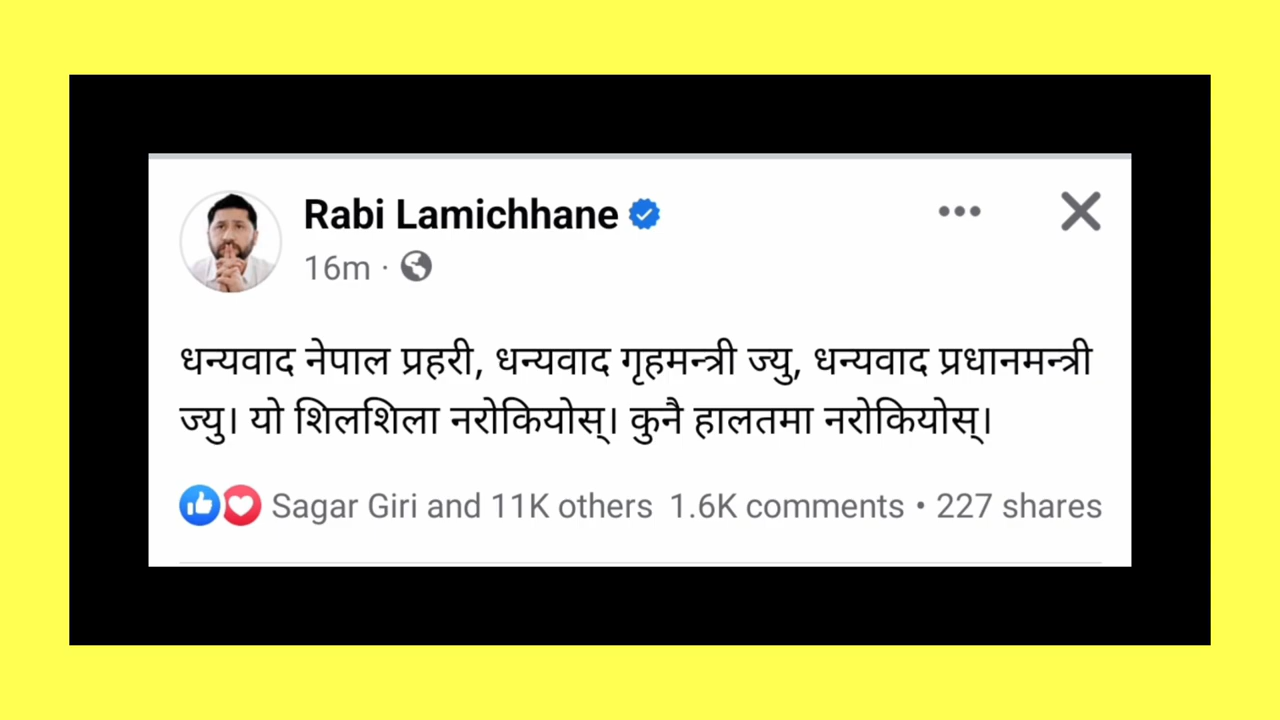 Rabi Lamichhane
16m ·
धन्यवाद नेपाल प्रहरी, धन्यवाद गृहमन्त्री ज्यु, धन्यवाद प्रधानमन्त्री
ज्यु। यो शिलशिला नरोकियोस्। कुनै हालतमा नरोकियोस्।
Sagar Giri and 11K others 1.6K comments • 227 shares